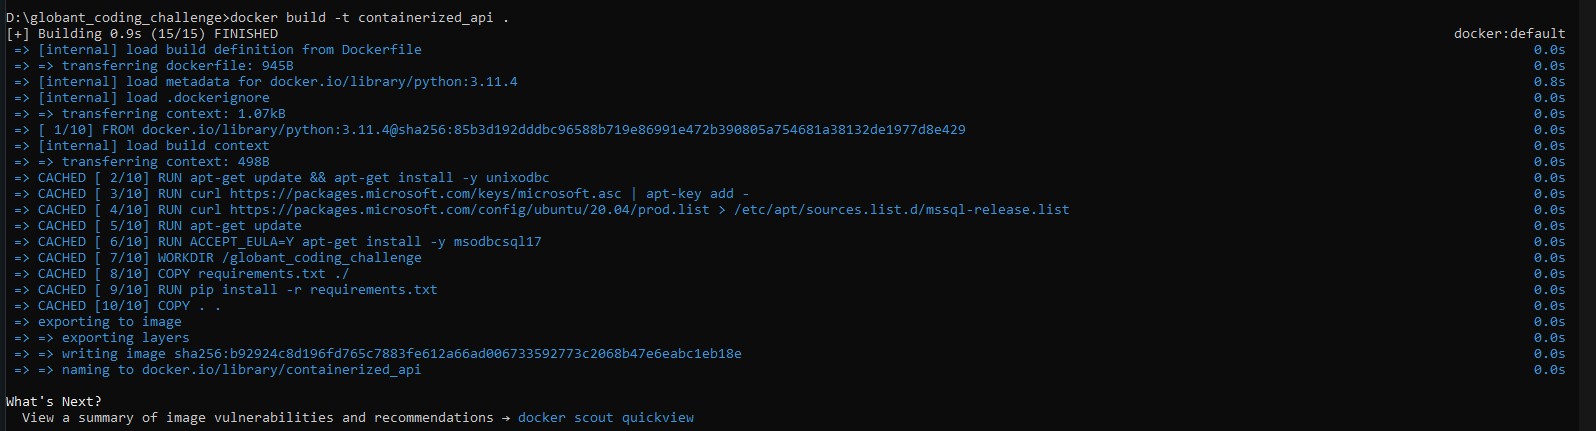 D:\globant_coding_challenge>docker build -t containerized_api .
[+] Building 0.9s (15/15) FINISHED docker:default
=> [internal] load build definition from Dockerfile 0.0s
=> => transferring dockerfile: 945B 0.0s
=> [internal] load metadata for docker.io/library/python:3.11.4 0.8s
=> [internal] load .dockerignore 0.0s
=> => transferring context: 1.07kB 0.0s
=> [ 1/10] FROM docker.io/library/python:3.11.4@sha256:85b3d192dddbc96588b719e86991e472b390805a754681a38132de1977d8e429 0.0s
=> [internal] load build context 0.0s
=> => transferring context: 498B 0.0s
=> CACHED [ 2/10] RUN apt-get update && apt-get install -y unixodbc 0.0s
=> CACHED [ 3/10] RUN curl https://packages.microsoft.com/keys/microsoft.asc | apt-key add - 0.0s
=> CACHED [ 4/10] RUN curl https://packages.microsoft.com/config/ubuntu/20.04/prod.list > /etc/apt/sources.list.d/mssql-release.list 0.0s
=> CACHED [ 5/10] RUN apt-get update 0.0s
=> CACHED [ 6/10] RUN ACCEPT_EULA=Y apt-get install -y msodbcsql17 0.0s
=> CACHED [ 7/10] WORKDIR /globant_coding_challenge 0.0s
=> CACHED [ 8/10] COPY requirements.txt ./ 0.0s
=> CACHED [ 9/10] RUN pip install -r requirements.txt 0.0s
=> CACHED [10/10] COPY . . 0.0s
=> exporting to image 0.0s
=> => exporting layers 0.0s
=> => writing image sha256:b92924c8d196fd765c7883fe612a66ad006733592773c2068b47e6eabc1eb18e 0.0s
=> => naming to docker.io/library/containerized_api 0.0s
What's Next?
View a summary of image vulnerabilities and recommendations → docker scout quickview